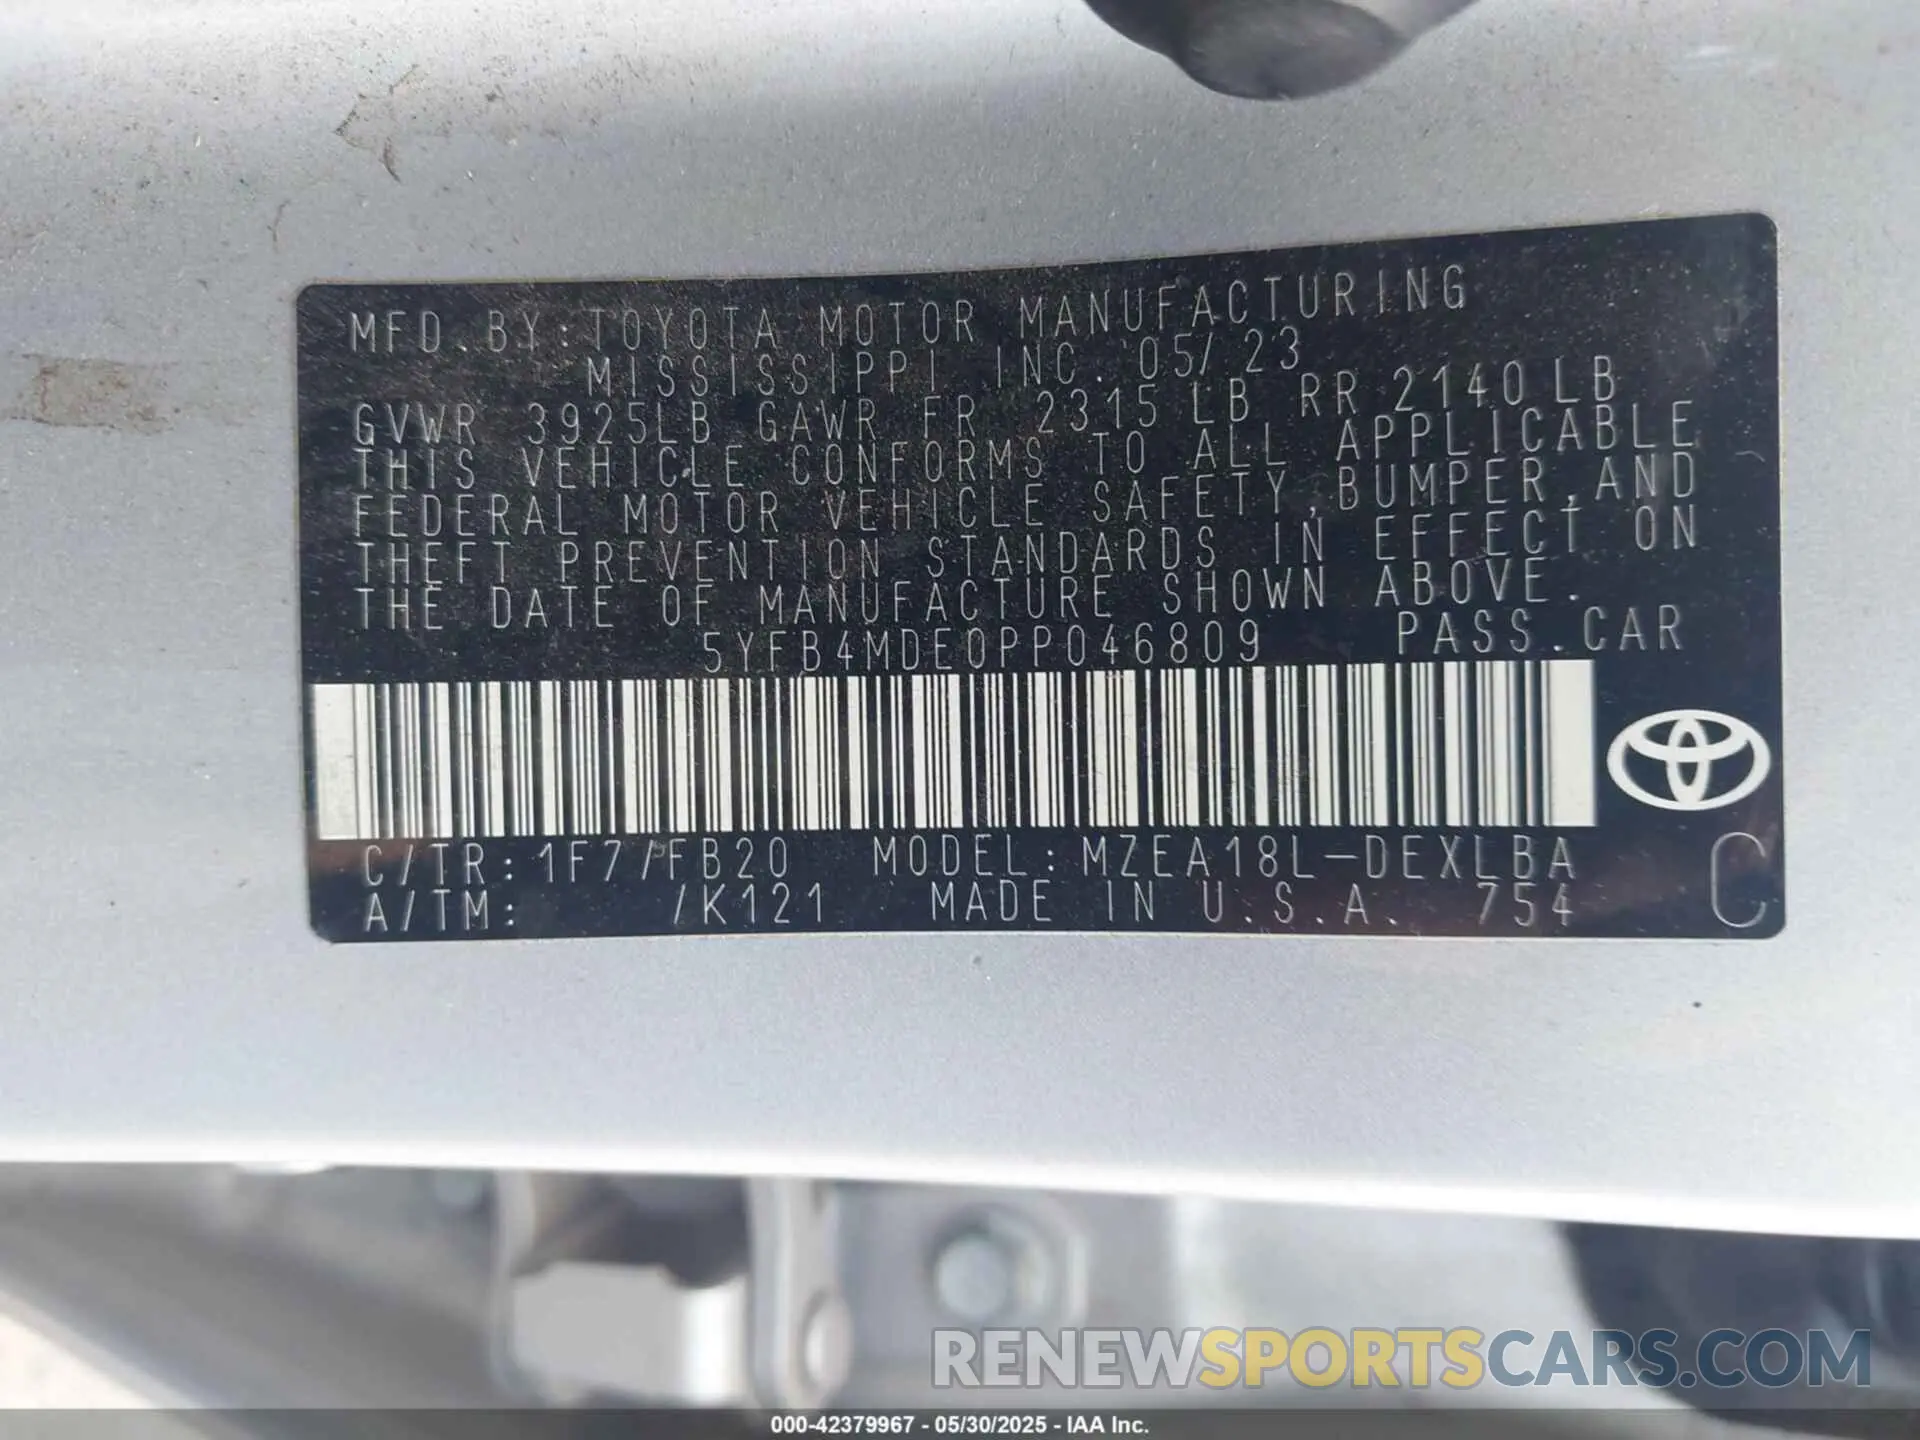 MFD. BY: TOYOTA MOTOR MANUFACTURING
MISSISSIPPI INC. 05/23
GVWR 3925LB GAWR FR 2315LB RR 2140LB
THIS VEHICLE CONFORMS TO ALL APPLICABLE
FEDERAL MOTOR VEHICLE SAFETY, BUMPER, AND
THEFT PREVENTION STANDARDS IN EFFECT ON
THE DATE OF MANUFACTURE SHOWN ABOVE.
5YFB4MDE0PP046809 PASS. CAR
C/TR: 1F7/FB20 MODEL: MZEA18L-DEXLBA
A/TM: /K121 MADE IN U.S.A. 754 C
RENEWSPORTSCARS.COM
000-42379967 - 05/30/2025 - IAA Inc.